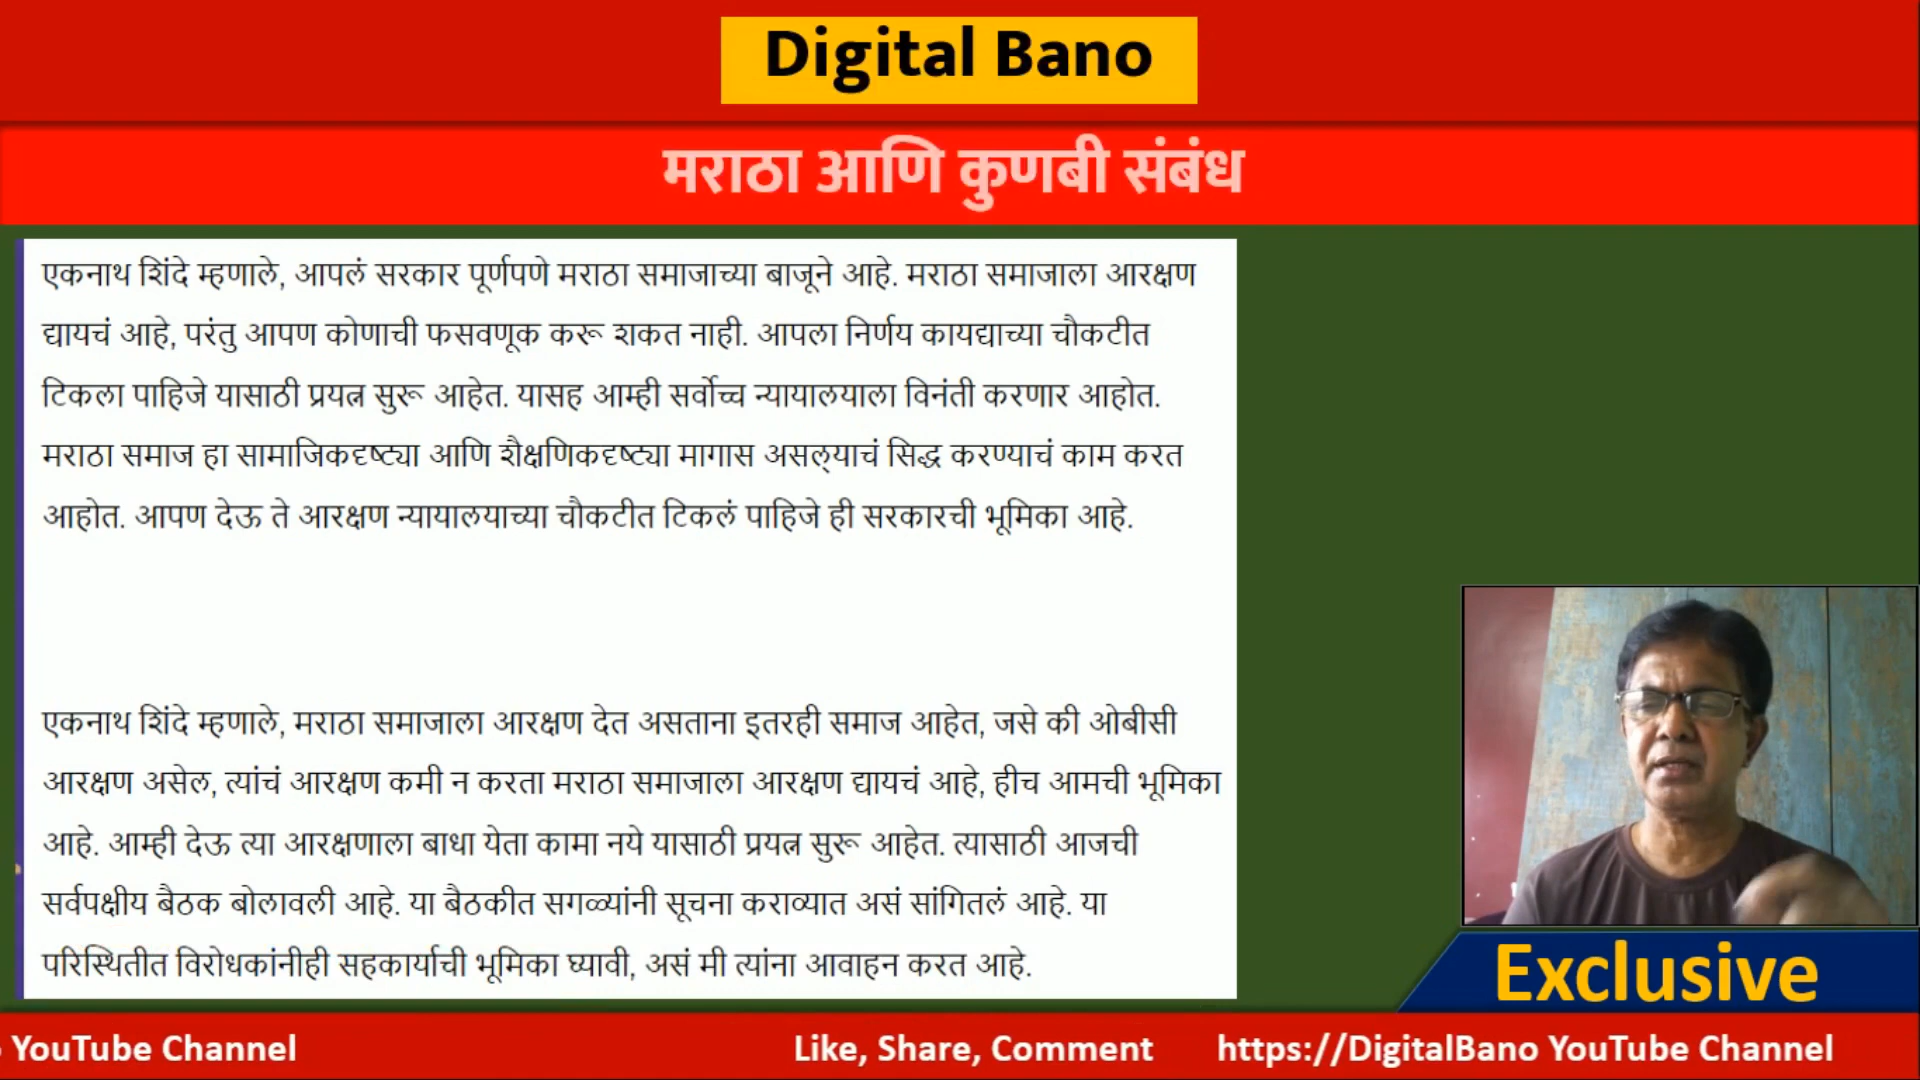 Digital Bano
मराठा आणि कुणबी संबंध
एकनाथ शिंदे म्हणाले, आपलं सरकार पूर्णपणे मराठा समाजाच्या बाजूने आहे. मराठा समाजाला आरक्षण
द्यायचं आहे, परंतु आपण कोणाची फसवणूक करू शकत नाही. आपला निर्णय कायद्याच्या चौकटीत
टिकला पाहिजे यासाठी प्रयत्न सुरू आहेत. यासह आम्ही सर्वोच्च न्यायालयाला विनंती करणार आहोत.
मराठा समाज हा सामाजिकदृष्ट्या आणि शैक्षणिकदृष्ट्या मागास असल्याचं सिद्ध करण्याचं काम करत
आहोत. आपण देऊ ते आरक्षण न्यायालयाच्या चौकटीत टिकलं पाहिजे ही सरकारची भूमिका आहे.
एकनाथ शिंदे म्हणाले, मराठा समाजाला आरक्षण देत असताना इतरही समाज आहेत, जसे की ओबीसी
आरक्षण असेल, त्यांचं आरक्षण कमी न करता मराठा समाजाला आरक्षण द्यायचं आहे, हीच आमची भूमिका
आहे. आम्ही देऊ त्या आरक्षणाला बाधा येता कामा नये यासाठी प्रयत्न सुरू आहेत. त्यासाठी आजची
सर्वपक्षीय बैठक बोलावली आहे. या बैठकीत सगळ्यांनी सूचना कराव्यात असं सांगितलं आहे. या
परिस्थितीत विरोधकांनीही सहकार्याची भूमिका घ्यावी, असं मी त्यांना आवाहन करत आहे.
Exclusive
YouTube Channel Like, Share, Comment https://DigitalBano YouTube Channel